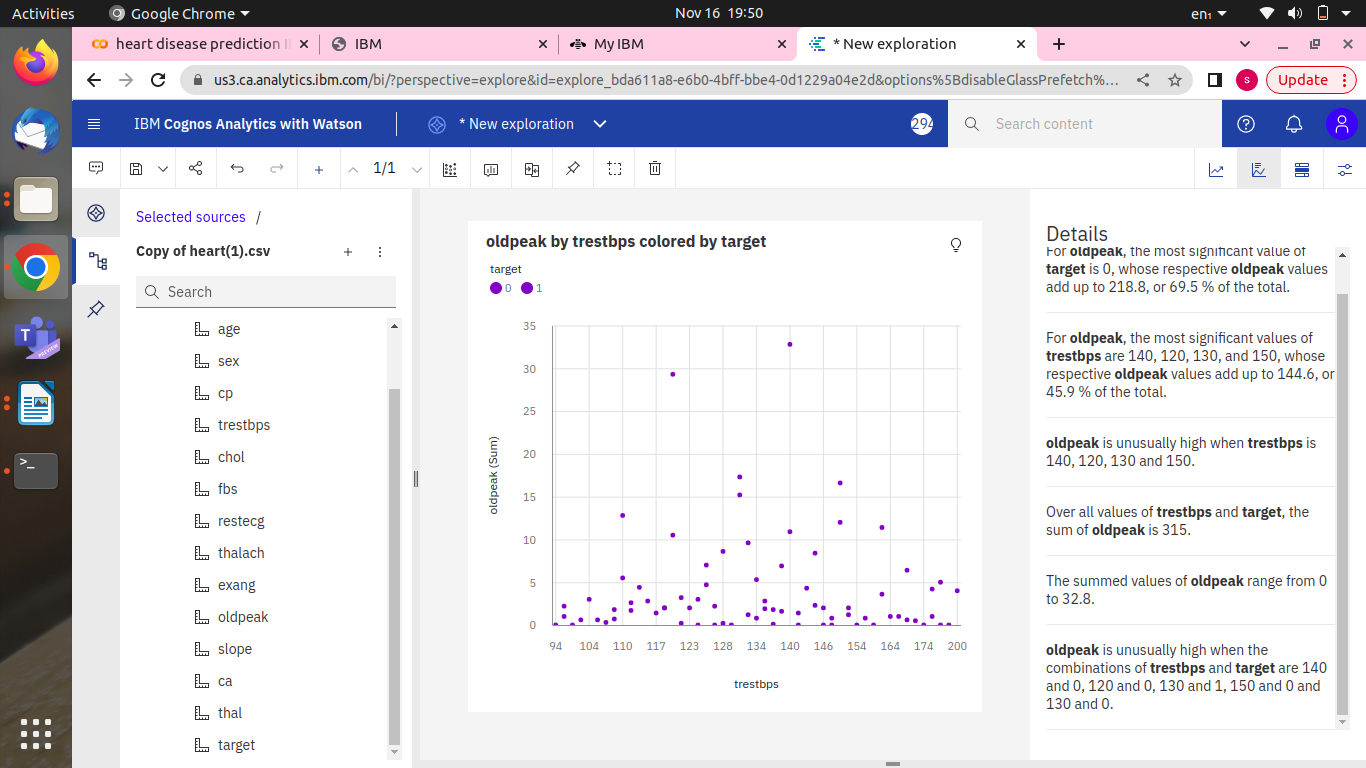 Activities
Google Chrome
Nov 16 19:50
en₁
heart disease prediction I
IBM
My IBM
* New exploration
us3.ca.analytics.ibm.com/bi/?perspective=explore&id=explore_bda611a8-e6b0-4bff-bbe4-0d1229a04e2d&options%5BdisableGlassPrefetch%...
s
Update
IBM Cognos Analytics with Watson
* New exploration
294
Search content
1/1
Selected sources /
Copy of heart(1).csv
Search
age
sex
cp
trestbps
chol
fbs
restecg
thalach
exang
oldpeak
slope
ca
thal
target
PREVIEW
>_
oldpeak by trestbps colored by target
target
0 1
oldpeak (Sum)
35
30
25
20
15
10
5
0
94 104 110 117 123 128 134 140 146 154 164 174 200
trestbps
Details
For oldpeak, the most significant value of
target is 0, whose respective oldpeak values
add up to 218.8, or 69.5 % of the total.
For oldpeak, the most significant values of
trestbps are 140, 120, 130, and 150, whose
respective oldpeak values add up to 144.6, or
45.9 % of the total.
oldpeak is unusually high when trestbps is
140, 120, 130 and 150.
Over all values of trestbps and target, the
sum of oldpeak is 315.
The summed values of oldpeak range from 0
to 32.8.
oldpeak is unusually high when the
combinations of trestbps and target are 140
and 0, 120 and 0, 130 and 1, 150 and 0 and
130 and 0.